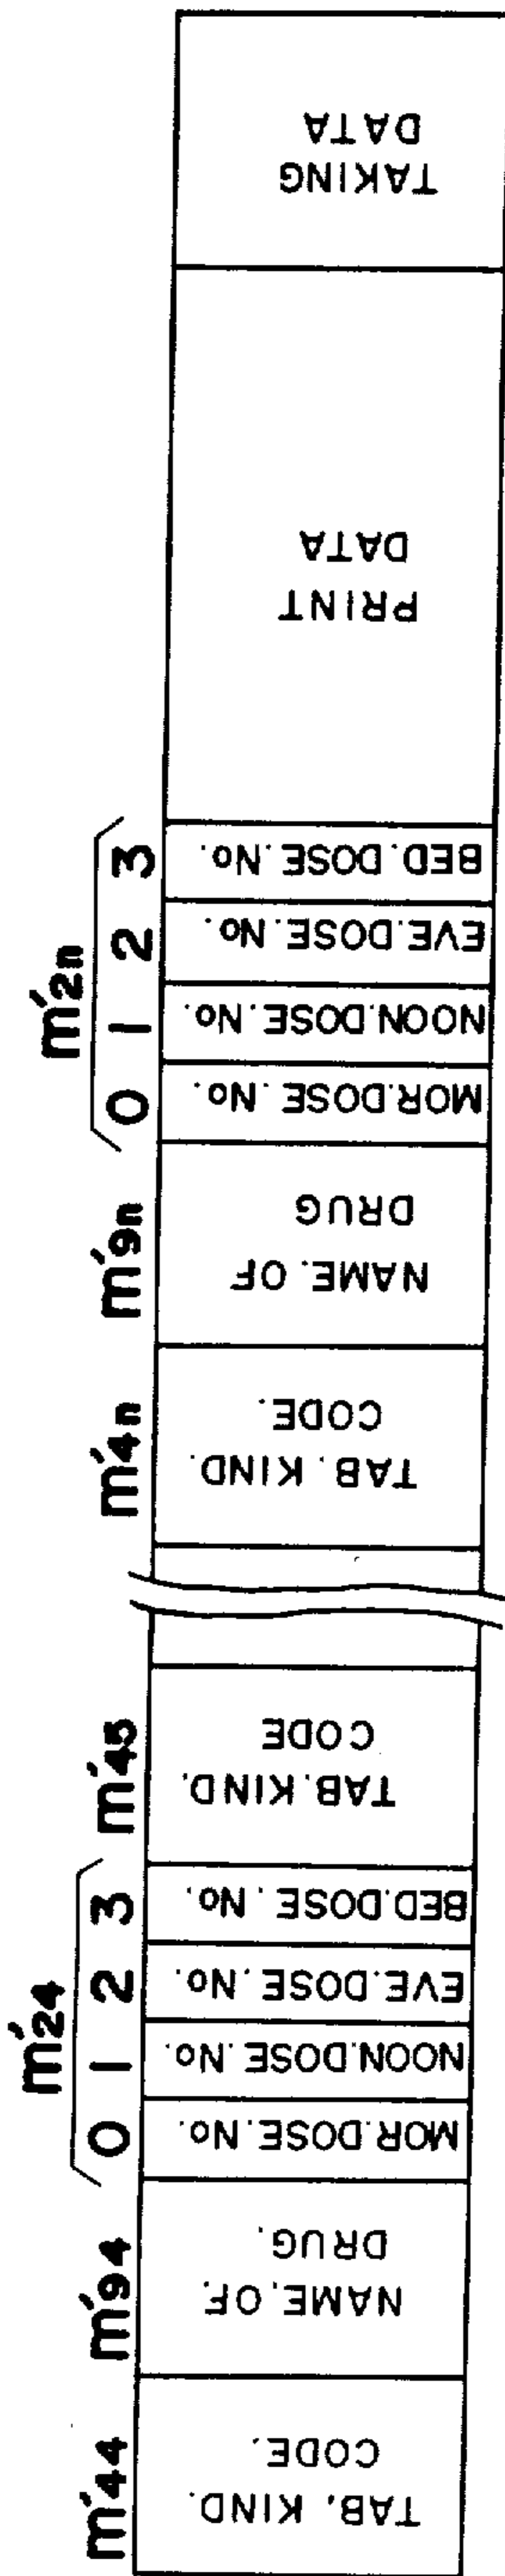 m'44
TAB. KIND.
CODE.
m'94
NAME.OF.
DRUG.
m'24
0 1 2 3
MOR.DOSE.No.
NOON.DOSE.No.
EVE.DOSE.No.
BED.DOSE.No.
m'45
TAB.KIND.
CODE
m'4n
TAB. KIND.
CODE.
m'9n
NAME.OF
DRUG
m'2n
0 1 2 3
MOR.DOSE.No.
NOON.DOSE.No.
EVE.DOSE.No.
BED.DOSE.No.
PRINT
DATA
TAKING
DATA